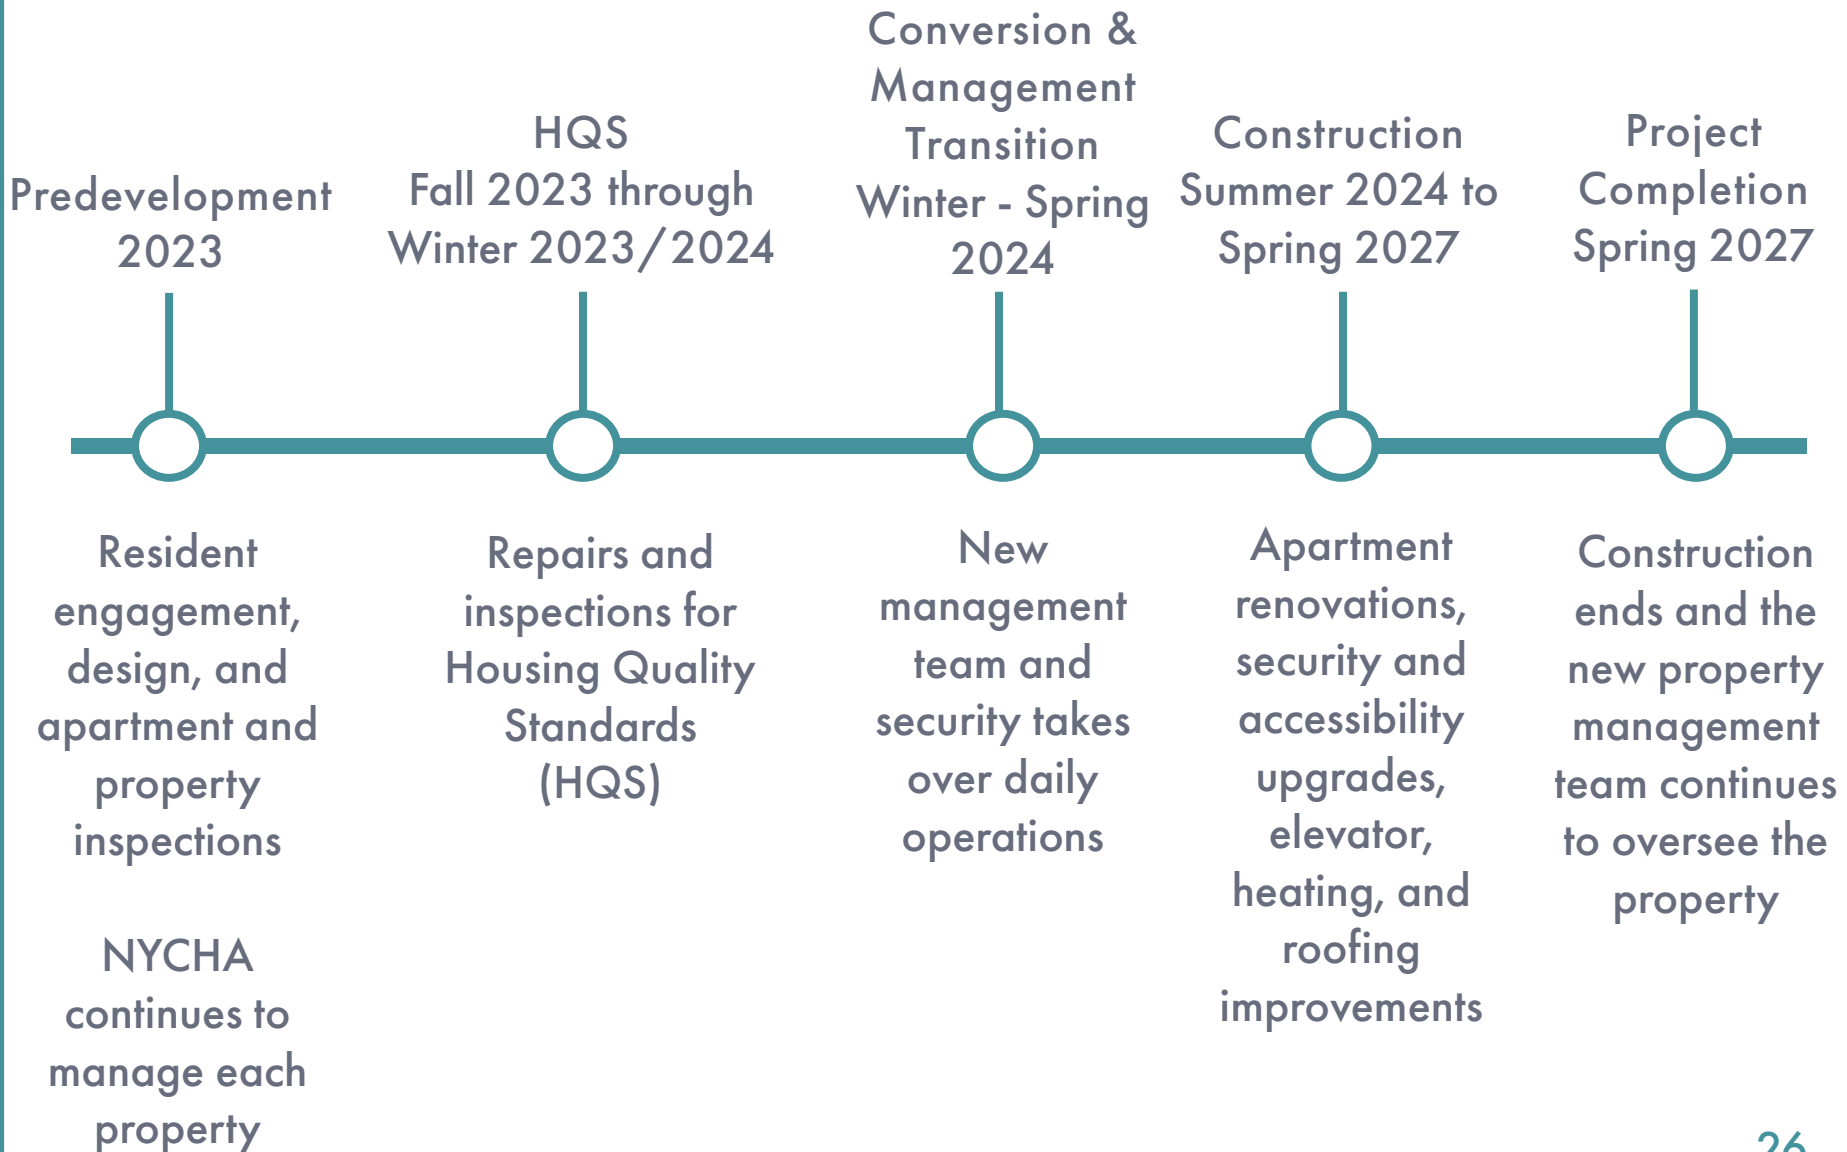 Predevelopment
2023
HQS
Fall 2023 through
Winter 2023/2024
Conversion &
Management
Transition
Winter - Spring
2024
Construction
Summer 2024 to
Spring 2027
Project
Completion
Spring 2027
Resident
engagement,
design, and
apartment and
property
inspections
NYCHA
continues to
manage each
property
Repairs and
inspections for
Housing Quality
Standards
(HQS)
New
management
team and
security takes
over daily
operations
Apartment
renovations,
security and
accessibility
upgrades,
elevator,
heating, and
roofing
improvements
Construction
ends and the
new property
management
team continues
to oversee the
property
26